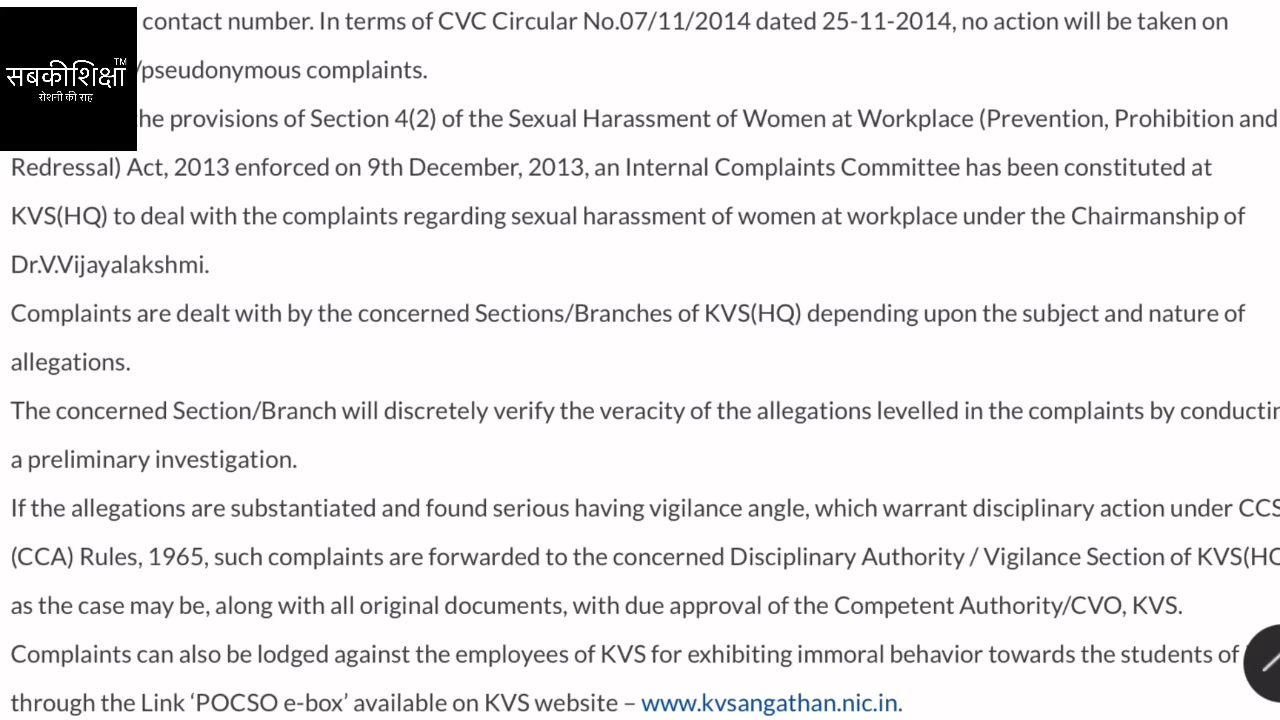 contact number. In terms of CVC Circular No.07/11/2014 dated 25-11-2014, no action will be taken on
सबकीशिक्षा TM
/pseudonymous complaints.
रोशनी की राह
he provisions of Section 4(2) of the Sexual Harassment of Women at Workplace (Prevention, Prohibition and
Redressal) Act, 2013 enforced on 9th December, 2013, an Internal Complaints Committee has been constituted at
KVS(HQ) to deal with the complaints regarding sexual harassment of women at workplace under the Chairmanship of
Dr.V.Vijayalakshmi.
Complaints are dealt with by the concerned Sections/Branches of KVS(HQ) depending upon the subject and nature of
allegations.
The concerned Section/Branch will discretely verify the veracity of the allegations levelled in the complaints by conductin
a preliminary investigation.
If the allegations are substantiated and found serious having vigilance angle, which warrant disciplinary action under CCS
(CCA) Rules, 1965, such complaints are forwarded to the concerned Disciplinary Authority / Vigilance Section of KVS(HQ
as the case may be, along with all original documents, with due approval of the Competent Authority/CVO, KVS.
Complaints can also be lodged against the employees of KVS for exhibiting immoral behavior towards the students of
through the Link ‘POCSO e-box’ available on KVS website – www.kvsangathan.nic.in.